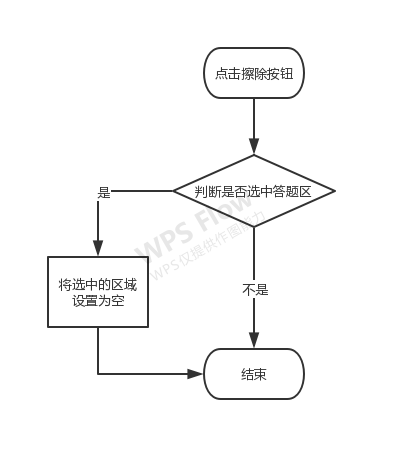 点击擦除按钮
判断是否选中答题区
是
WPS Flow
WPS仅提供作图能力
将选中的区域
设置为空
不是
结束